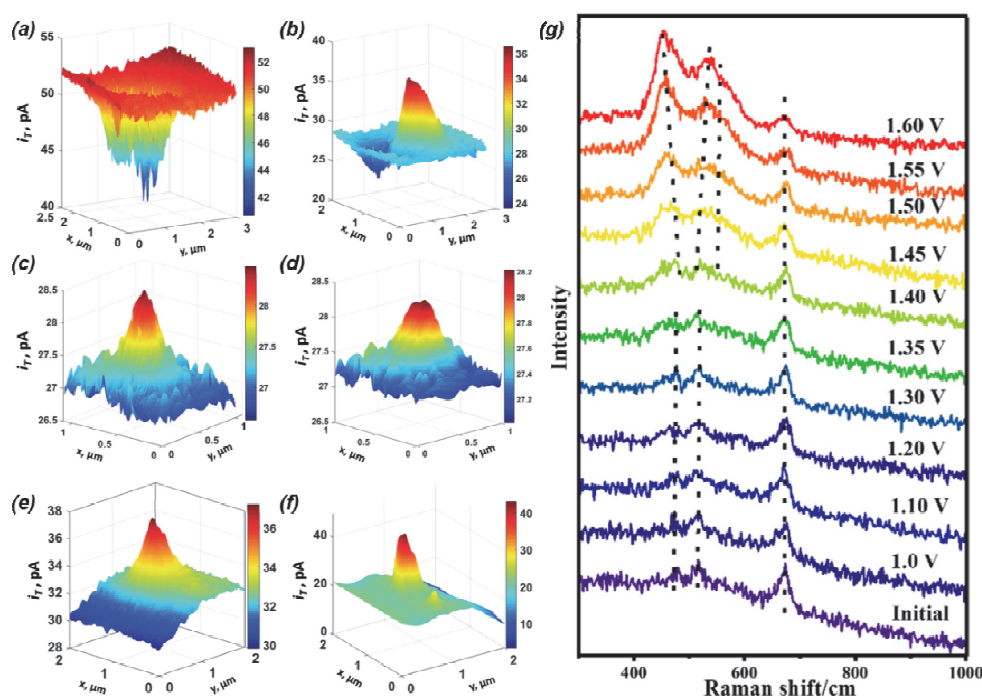 (a)
55
50
45
40
i_T, pA
2.5
2
1
0
x, μm
0
1
2
3
y, μm
52
50
48
46
44
42
(b)
40
35
30
25
20
i_T, pA
2
1
0
x, μm
0
1
2
3
y, μm
36
34
32
30
28
26
24
(c)
28.5
28
27.5
27
26.5
i_T, pA
1
0.5
0
x, μm
0
0.5
1
y, μm
28
27.5
27
(d)
28.5
28
27.5
27
26.5
i_T, pA
1
0.5
0
x, μm
0
0.5
1
y, μm
28.2
28
27.8
27.6
27.4
27.2
(e)
38
36
34
32
30
28
i_T, pA
2
1
0
x, μm
0
1
2
y, μm
36
34
32
30
(f)
40
20
0
i_T, pA
2
1
0
x, μm
0
1
2
y, μm
40
30
20
10
(g)
Intensity
1.60 V
1.55 V
1.50 V
1.45 V
1.40 V
1.35 V
1.30 V
1.20 V
1.10 V
1.0 V
Initial
400
600
800
1000
Raman shift/cm